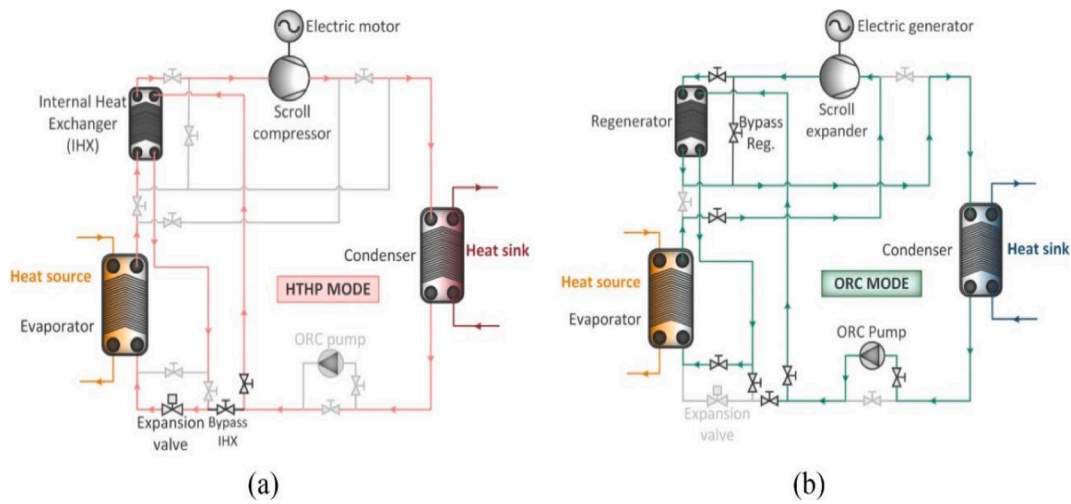 Electric motor
Internal Heat
Exchanger
(IHX)
Scroll
compressor
Condenser
Heat sink
Heat source
HTHP MODE
Evaporator
ORC pump
Expansion
valve
Bypass
IHX
(a)
Electric generator
Regenerator
Scroll
expander
Bypass
Reg.
Condenser
Heat sink
Heat source
ORC MODE
Evaporator
ORC Pump
Expansion
valve
(b)